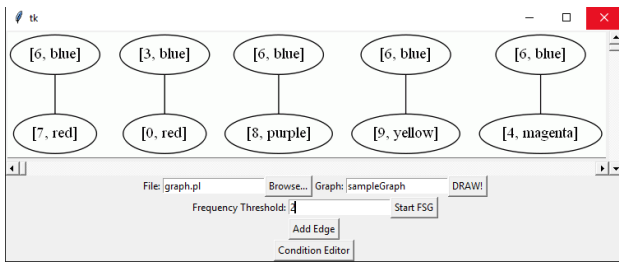 tk
[6, blue] [3, blue] [6, blue] [6, blue] [6, blue]
[7, red] [0, red] [8, purple] [9, yellow] [4, magenta]
File: graph.pl Browse... Graph: sampleGraph DRAW!
Frequency Threshold: 2 Start FSG
Add Edge
Condition Editor